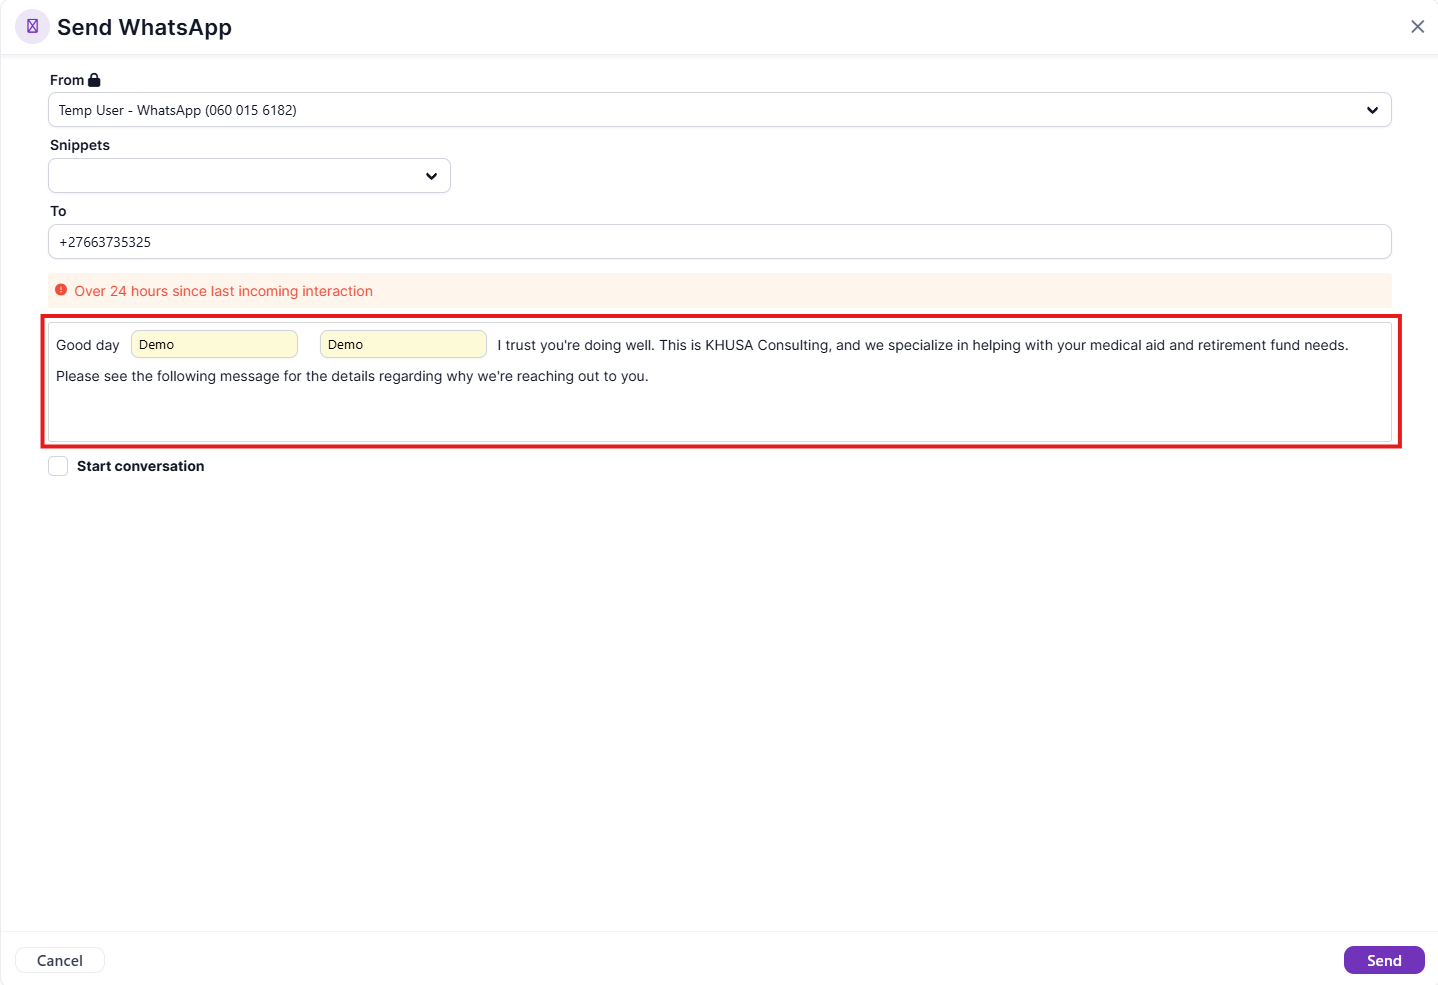 Send WhatsApp
From
Temp User - WhatsApp (060 015 6182)
Snippets
To
+27663735325
Over 24 hours since last incoming interaction
Good day Demo Demo I trust you're doing well. This is KHUSA Consulting, and we specialize in helping with your medical aid and retirement fund needs.
Please see the following message for the details regarding why we're reaching out to you.
Start conversation
Cancel Send